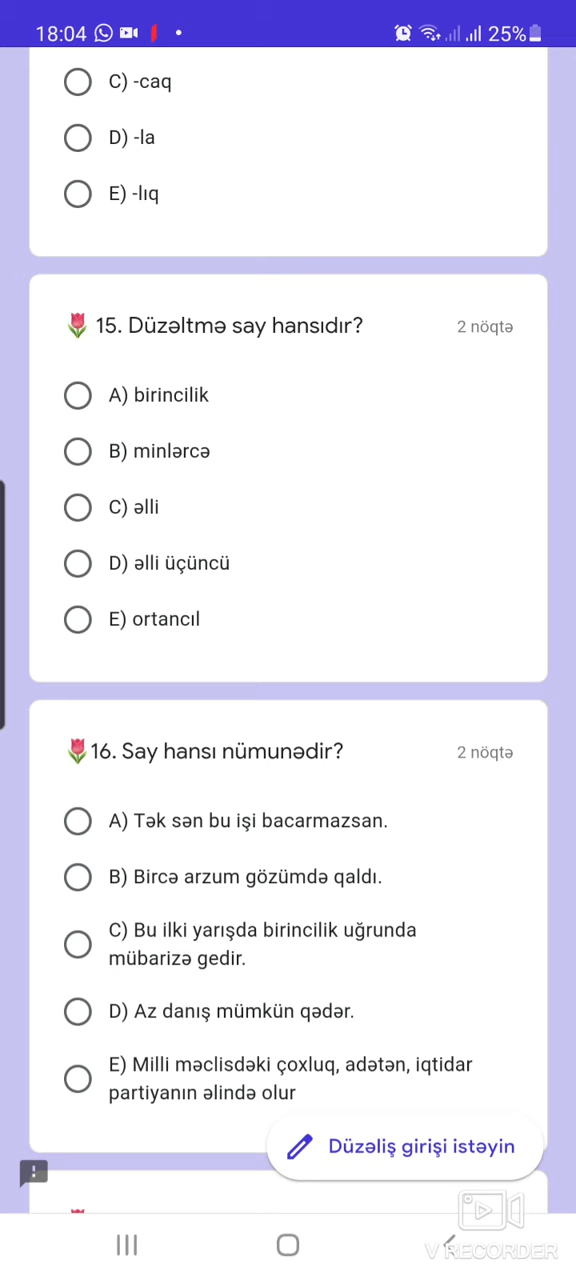 18:04 25%
C) -caq
D) -la
E) -lıq
15. Düzəltmə say hansıdır? 2 nöqtə
A) birincilik
B) minlərcə
C) əlli
D) əlli üçüncü
E) ortancıl
16. Say hansı nümunədir? 2 nöqtə
A) Tək sən bu işi bacarmazsan.
B) Bircə arzum gözümdə qaldı.
C) Bu ilki yarışda birincilik uğrunda
mübarizə gedir.
D) Az danış mümkün qədər.
E) Milli məclisdəki çoxluq, adətən, iqtidar
partiyanın əlində olur
Düzəliş girişi istəyin
V RECORDER